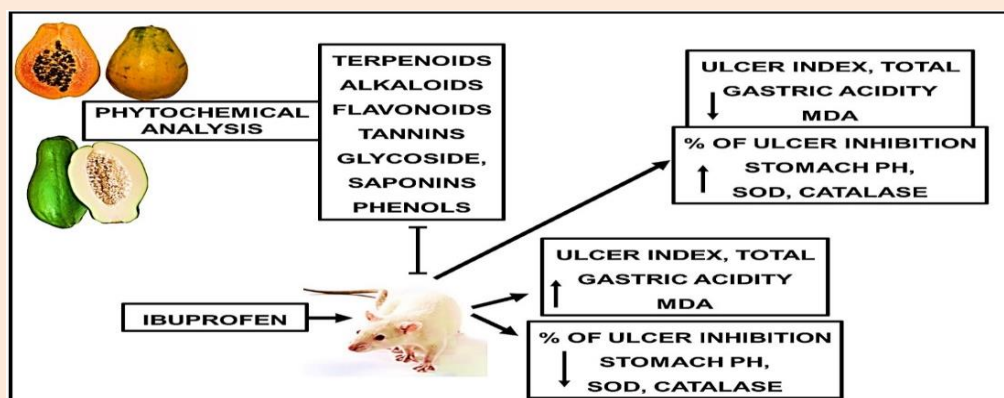 PHYTOCHEMICAL
ANALYSIS
TERPENOIDS
ALKALOIDS
FLAVONOIDS
TANNINS
GLYCOSIDE,
SAPONINS
PHENOLS
ULCER INDEX, TOTAL
GASTRIC ACIDITY
MDA
% OF ULCER INHIBITION
STOMACH PH,
SOD, CATALASE
IBUPROFEN
ULCER INDEX, TOTAL
GASTRIC ACIDITY
MDA
% OF ULCER INHIBITION
STOMACH PH,
SOD, CATALASE